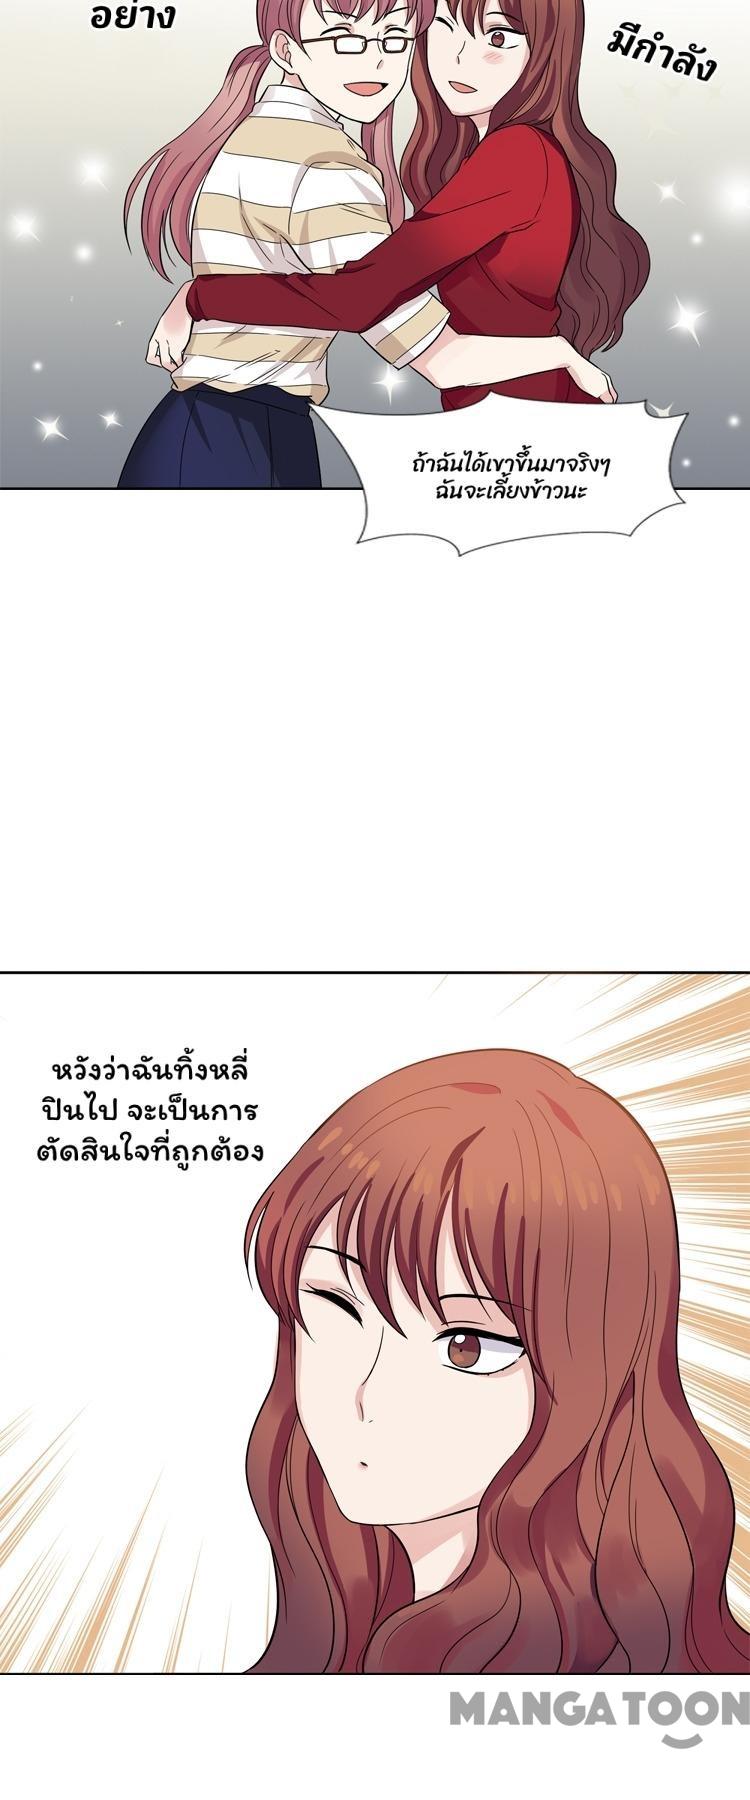 อย่าง
มีกำลัง
ถ้าฉันได้เขาขึ้นมาจริงๆ
ฉันจะเลี้ยงข้าวนะ
หวังว่าฉันทิ้งหลี่
ปินไป จะเป็นการ
ตัดสินใจที่ถูกต้อง
MANGATOON